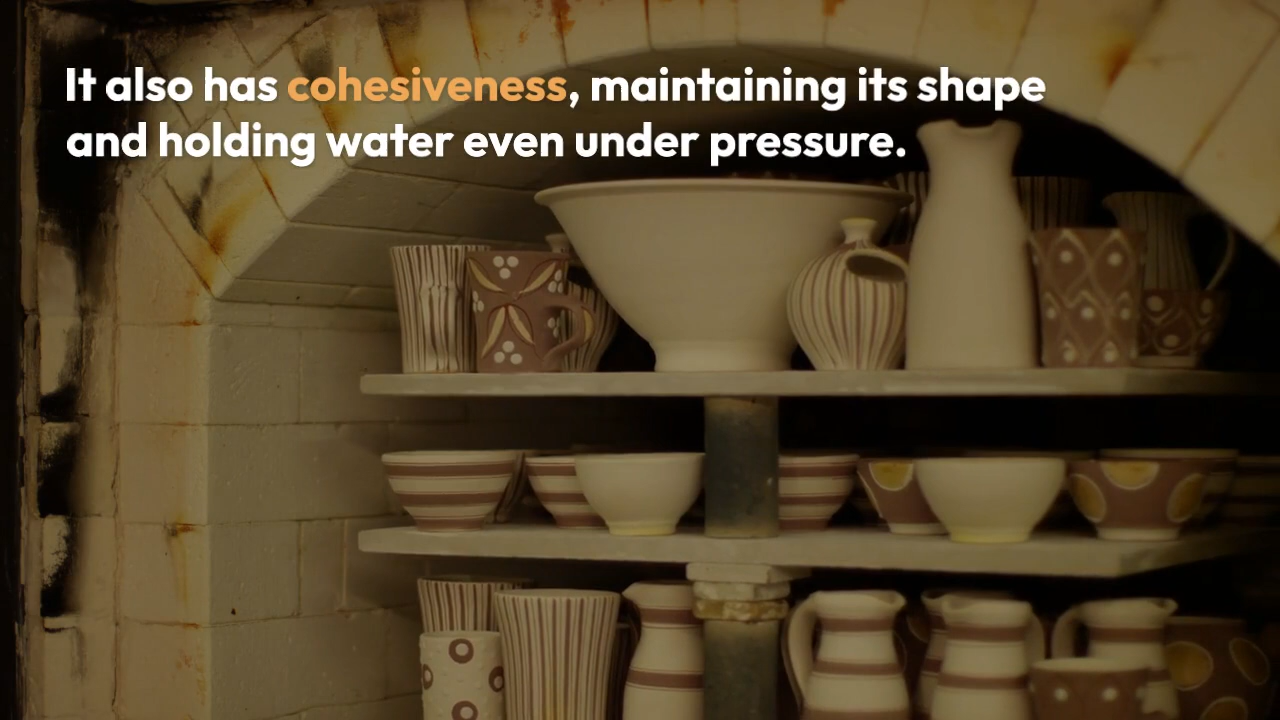 It also has cohesiveness, maintaining its shape
and holding water even under pressure.